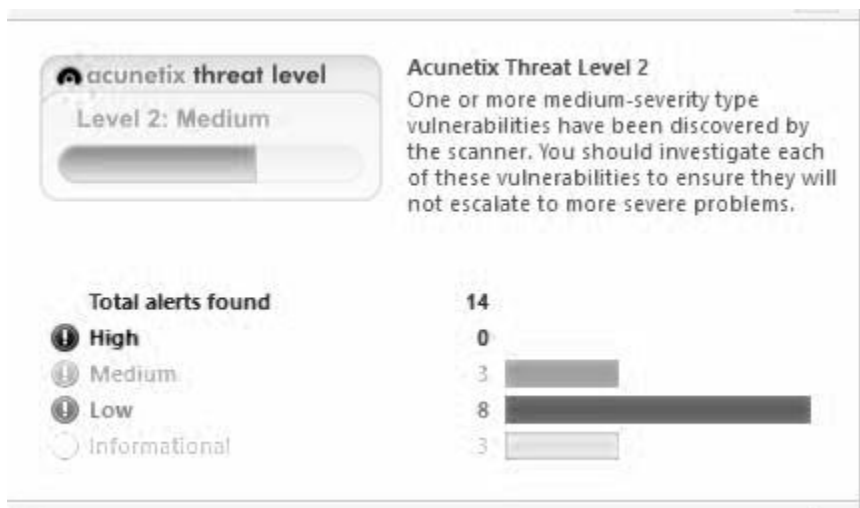 acunetix threat level
Level 2: Medium
Acunetix Threat Level 2
One or more medium-severity type
vulnerabilities have been discovered by
the scanner. You should investigate each
of these vulnerabilities to ensure they will
not escalate to more severe problems.
Total alerts found 14
High 0
Medium 3
Low 8
Informational 3